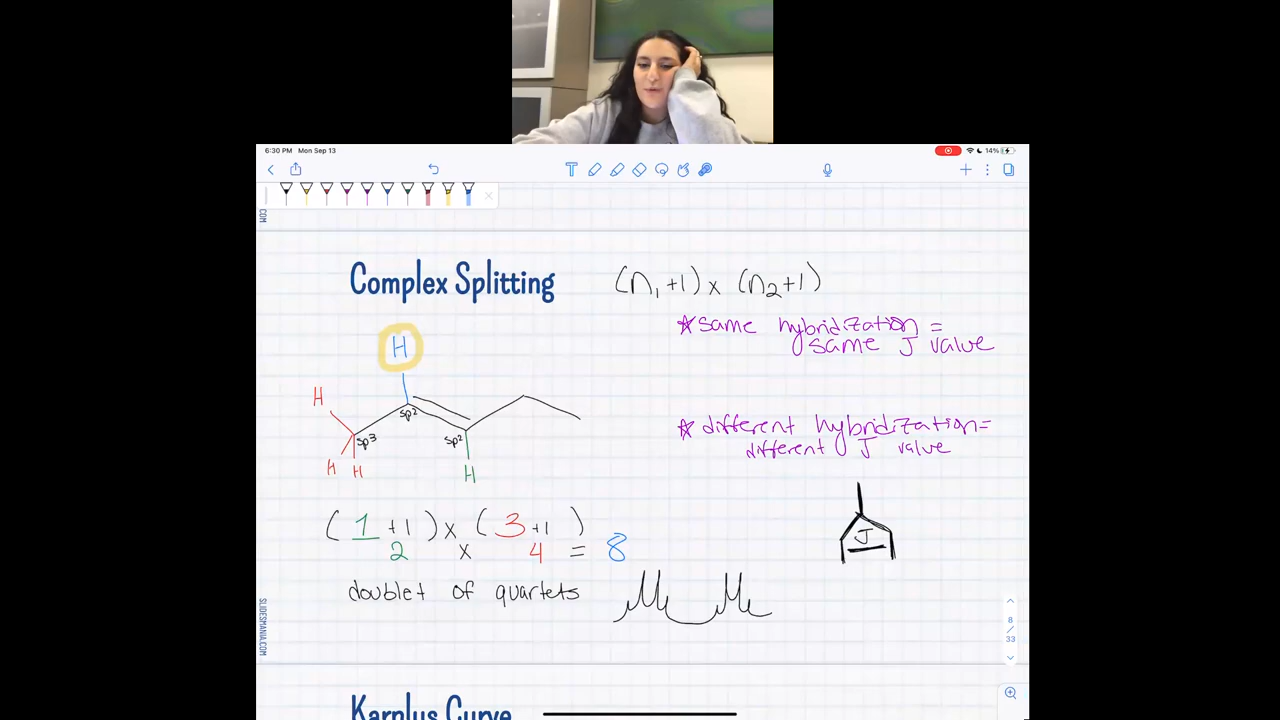 6:30 PM Mon Sep 13
14%
T
COM
Complex Splitting
(n1+1) x (n2+1)
*same hybridization =
same J value
H
H
sp2
sp3
sp2
H H
H
*different hybridization=
different J value
J
(1+1) x (3+1)
2 x 4 = 8
doublet of quartets
8
/
33
SLIDESMANIA.COM
Karplus Curve